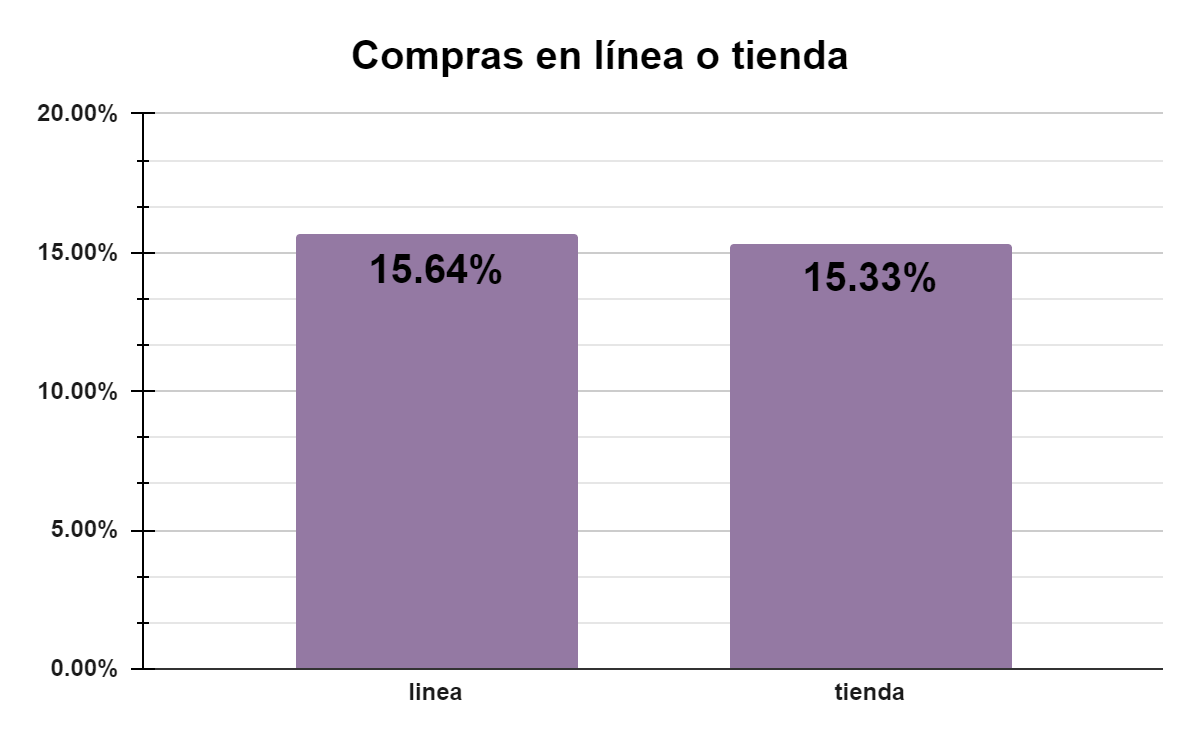 Compras en línea o tienda
20.00%
15.00%
10.00%
5.00%
0.00%
15.64%
15.33%
linea
tienda